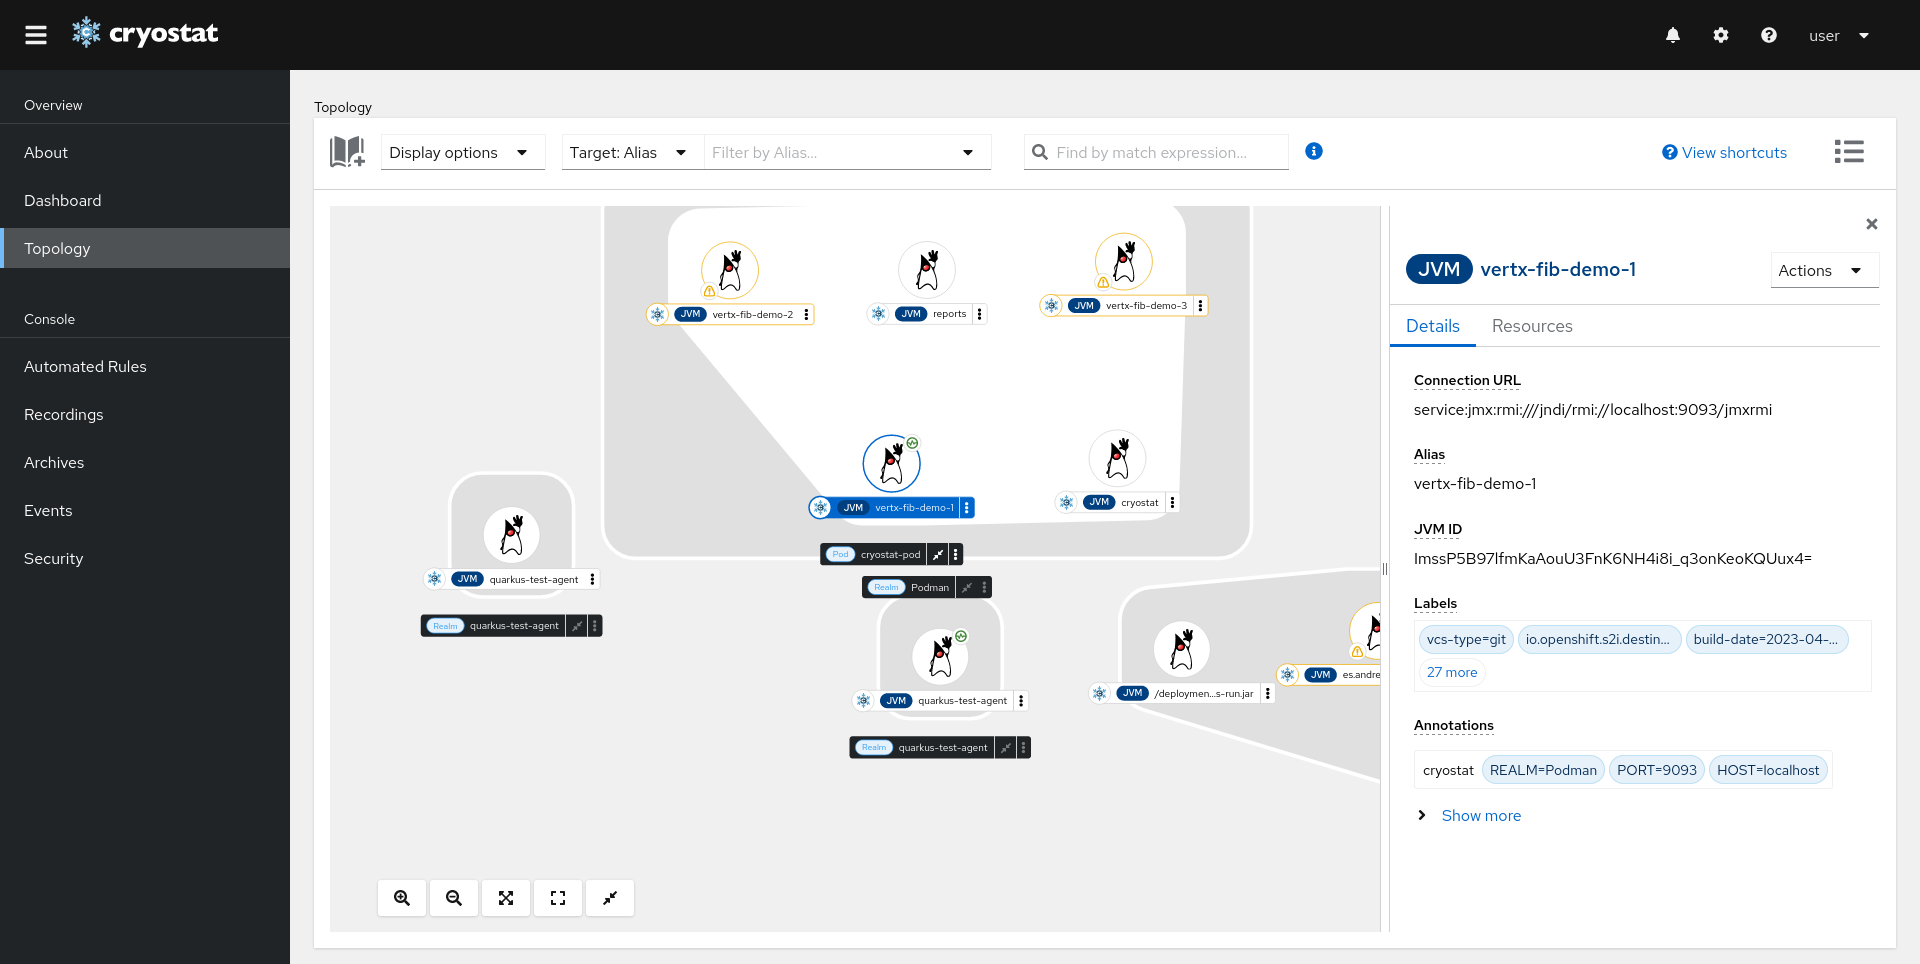 cryostat
user
Overview
About
Dashboard
Topology
Console
Automated Rules
Recordings
Archives
Events
Security
Topology
Display options
Target: Alias
Filter by Alias...
Find by match expression...
View shortcuts
JVM vertx-fib-demo-2
JVM reports
JVM vertx-fib-demo-3
JVM vertx-fib-demo-1
JVM cryostat
Pod cryostat-pod
Realm Podman
JVM quarkus-test-agent
Realm quarkus-test-agent
JVM quarkus-test-agent
Realm quarkus-test-agent
JVM /deploymen...s-run.jar
JVM es.andre
JVM vertx-fib-demo-1
Actions
Details
Resources
Connection URL
service:jmx:rmi:///jndi/rmi://localhost:9093/jmxrmi
Alias
vertx-fib-demo-1
JVM ID
ImssP5B97lfmKaAouU3FnK6NH4i8i_q3onKeoKQUux4=
Labels
vcs-type=git io.openshift.s2i.destin... build-date=2023-04-...
27 more
Annotations
cryostat REALM=Podman PORT=9093 HOST=localhost
Show more